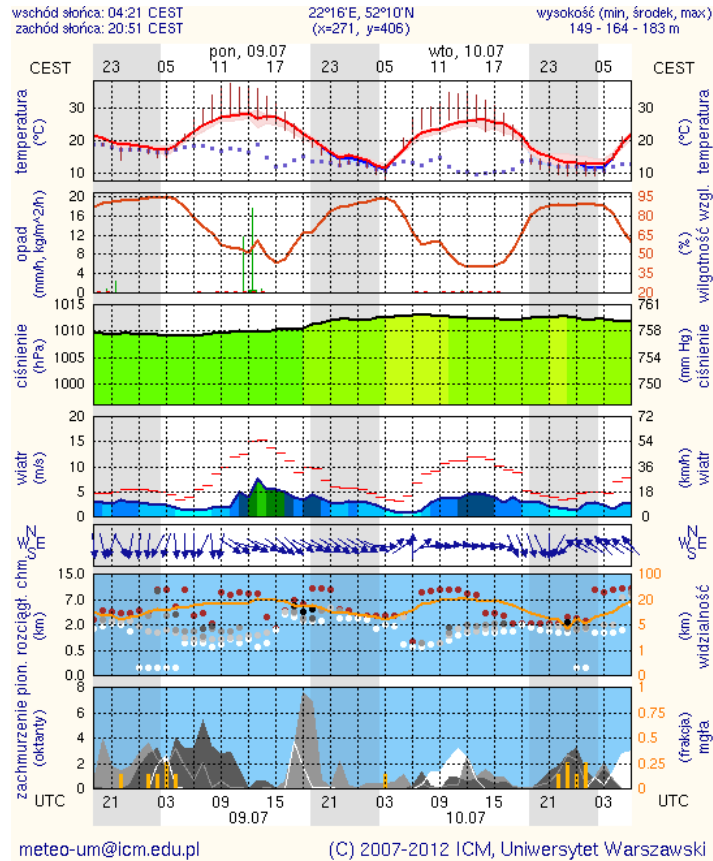 wschód słońca: 04:21 CEST 22°16'E, 52°10'N wysokość (min, środek, max)
zachód słońca: 20:51 CEST (x=271, y=406) 149 - 164 - 183 m
pon, 09.07 wto, 10.07
CEST 23 05 11 17 23 05 11 17 23 05 CEST
temperatura (°C)
30
20
10
30
20
10
(°C) temperatura
opad (mm/h, kg/m^2/h)
20
16
12
8
4
0
95
80
65
50
35
20
(%) wilgotność wzgl.
ciśnienie (hPa)
1015
1010
1005
1000
761
758
754
750
(mm Hg) ciśnienie
wiatr (m/s)
20
15
10
5
0
72
54
36
18
0
(km/h) wiatr
N
W E
S
N
W E
S
pion. rozciągł. chm. (km)
15.0
7.0
2.0
0.5
0.0
100
20
5
1
0
(km) widzialność
zachmurzenie (oktanty)
8
6
4
2
0
1
0.75
0.5
0.25
0
(frakcja) mgła
UTC 21 03 09 15 21 03 09 15 21 03 UTC
09.07 10.07
meteo-um@icm.edu.pl (C) 2007-2012 ICM, Uniwersytet Warszawski